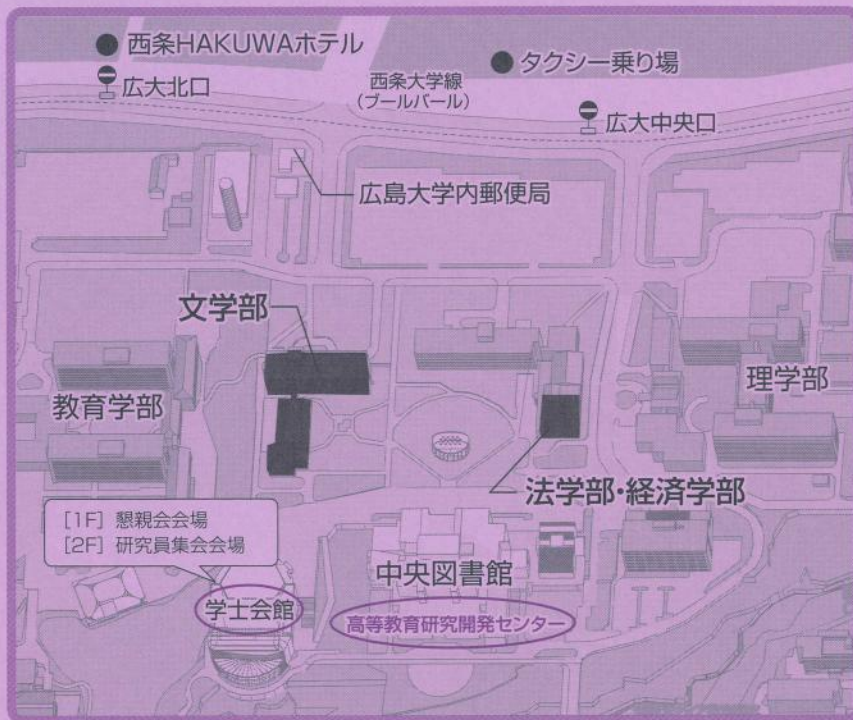 西条HAKUWAホテル
タクシー乗り場
広大北口
西条大学線
(ブールバール)
広大中央口
広島大学内郵便局
文学部
教育学部
理学部
法学部・経済学部
[1F] 懇親会会場
[2F] 研究員集会会場
中央図書館
学士会館
高等教育研究開発センター